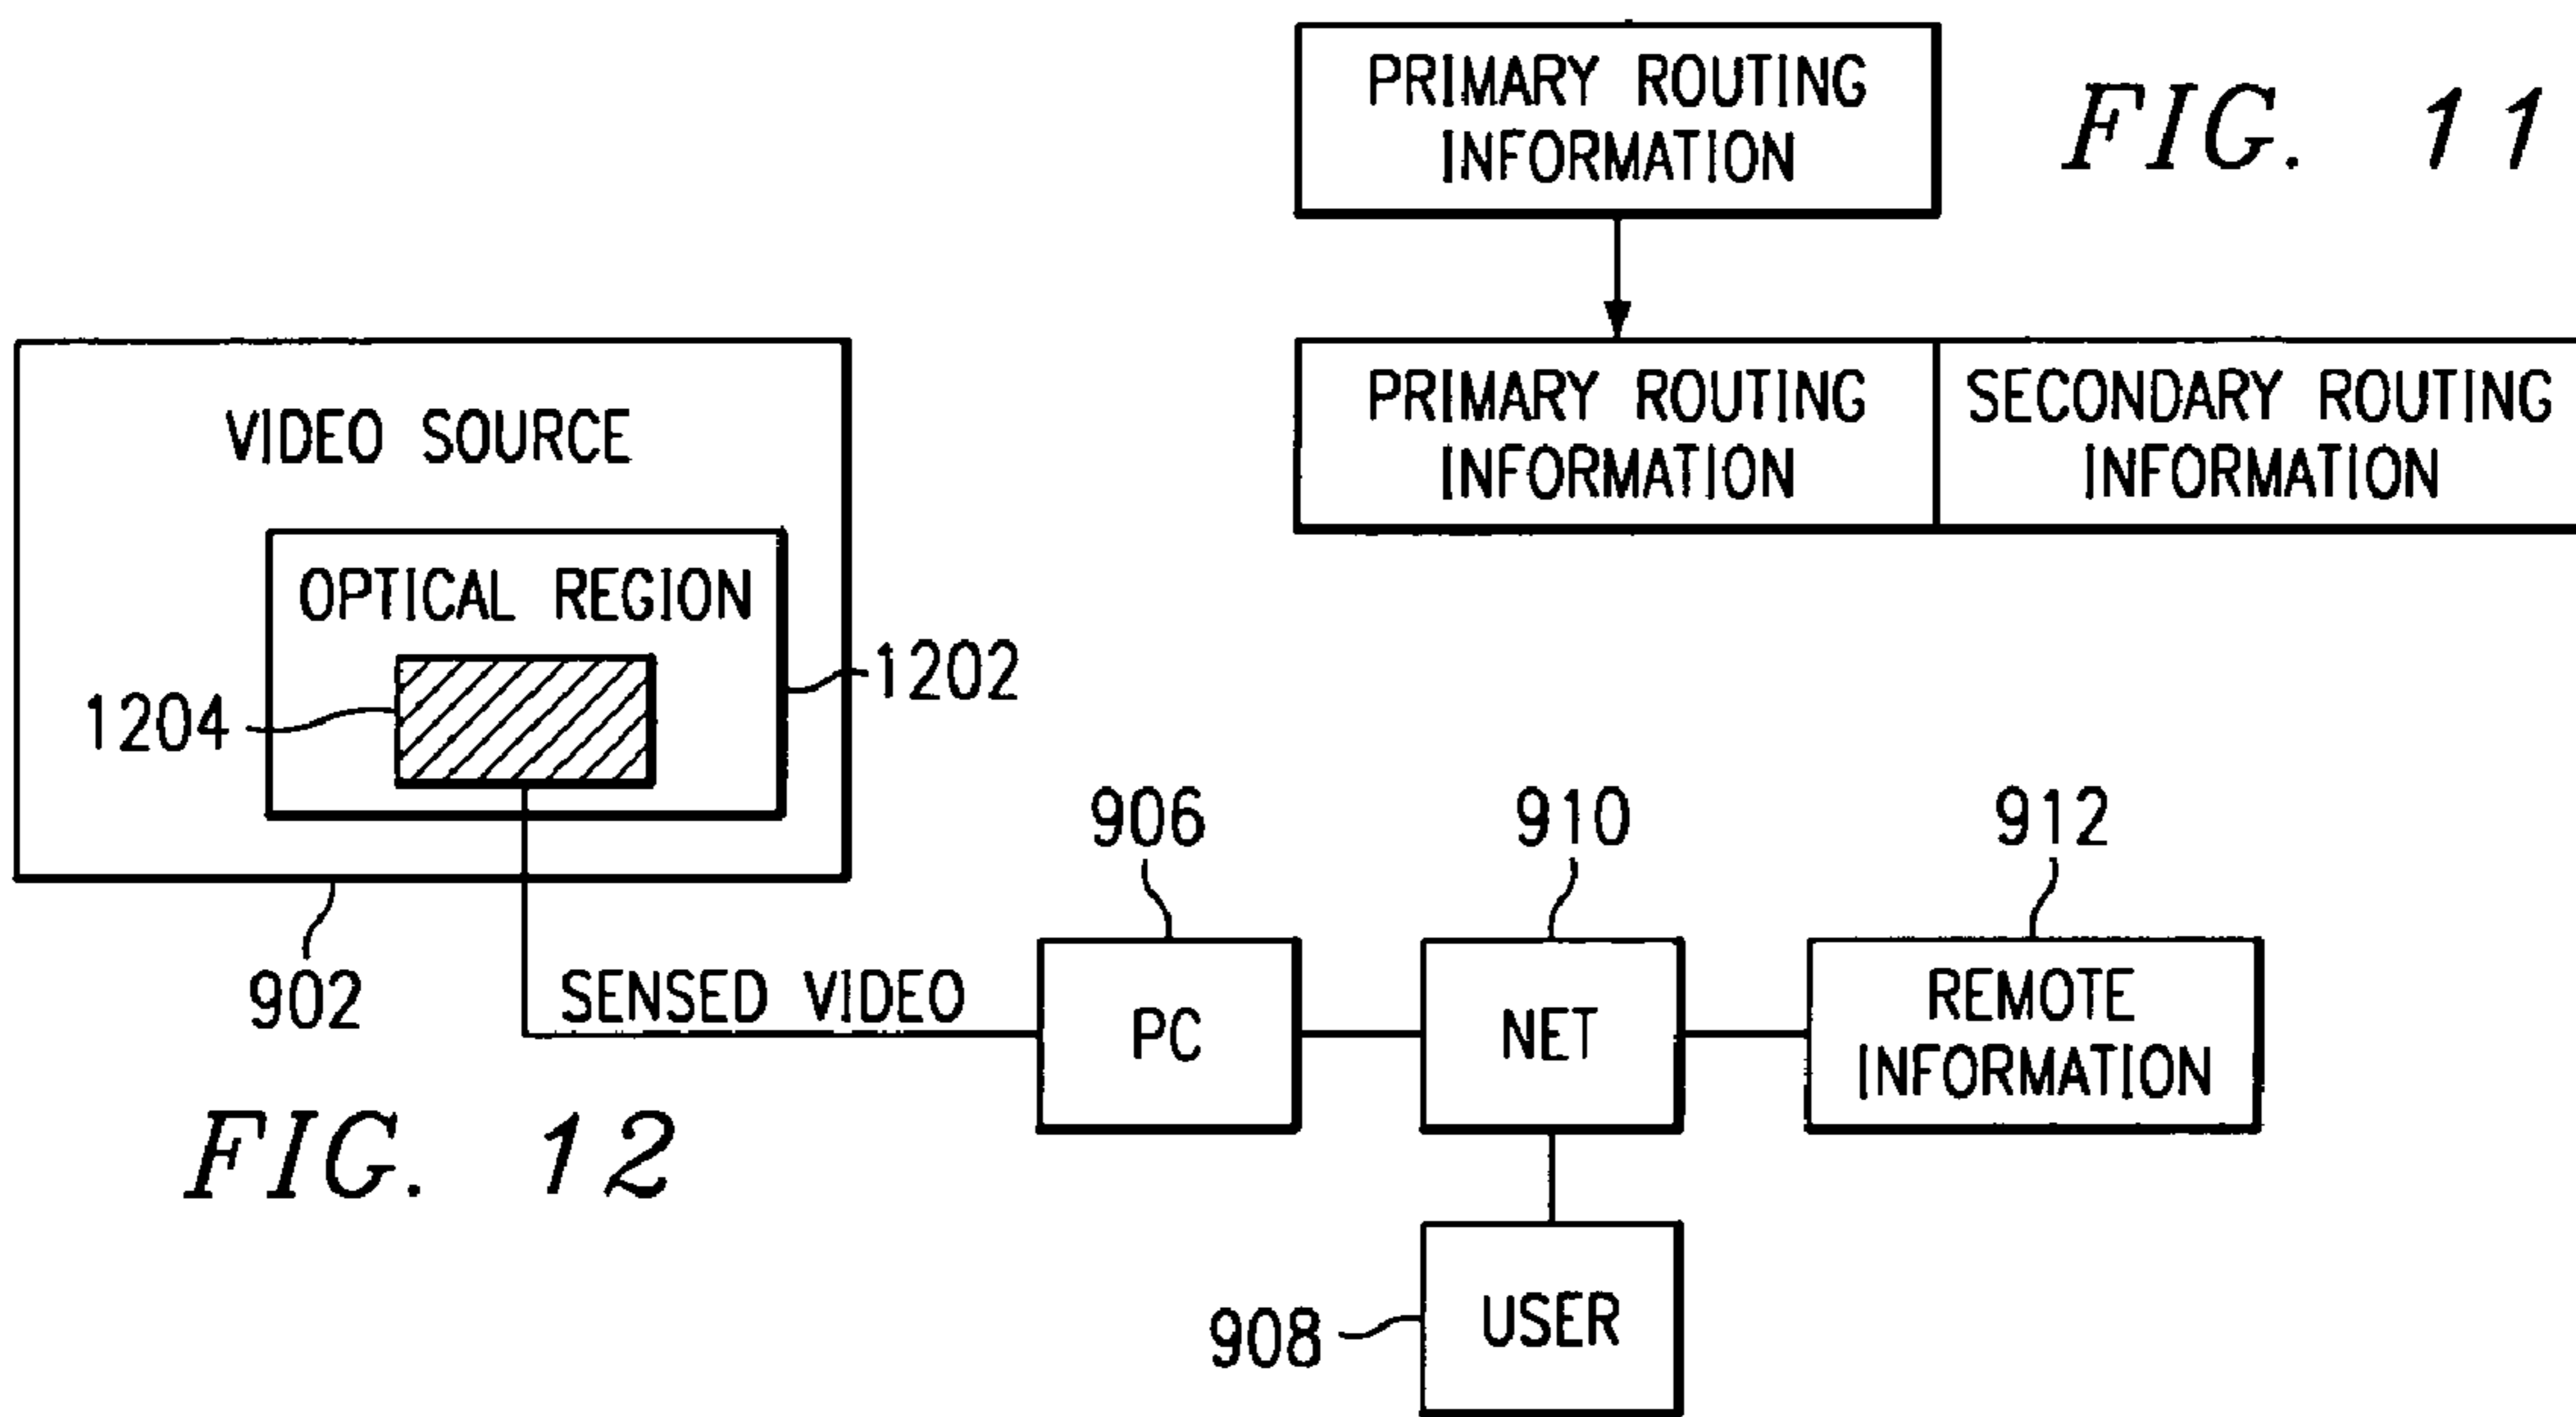 PRIMARY ROUTING
INFORMATION
FIG. 11
PRIMARY ROUTING
INFORMATION
SECONDARY ROUTING
INFORMATION
VIDEO SOURCE
OPTICAL REGION
1202
1204
902
SENSED VIDEO
906
PC
910
NET
912
REMOTE
INFORMATION
908
USER
FIG. 12